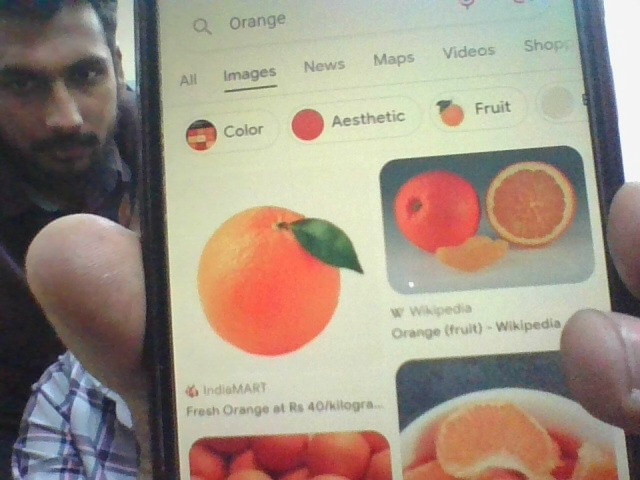 Orange
All Images News Maps Videos Shopp
Color Aesthetic Fruit
W Wikipedia
Orange (fruit) - Wikipedia
IndiaMART
Fresh Orange at Rs 40/kilogra...